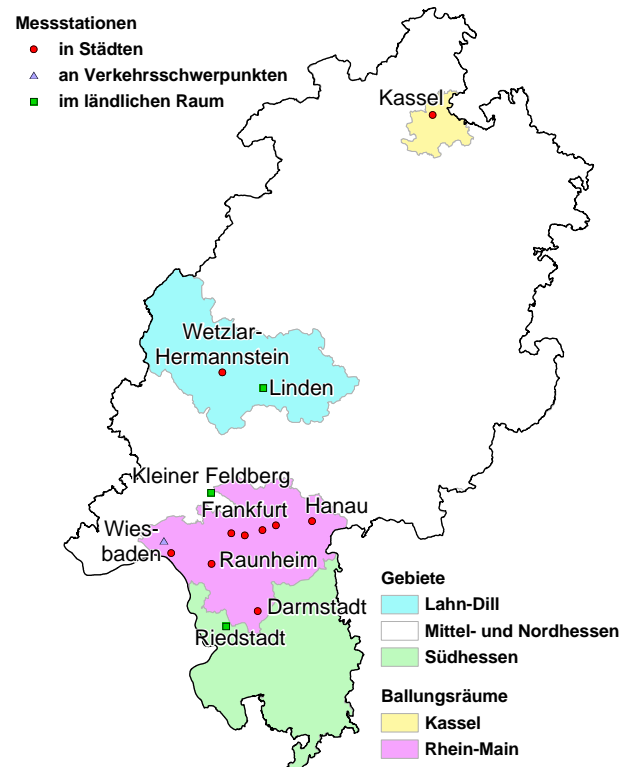 Messstationen
in Städten
an Verkehrsschwerpunkten
im ländlichen Raum
Kassel
Wetzlar-
Hermannstein
Linden
Kleiner Feldberg
Frankfurt
Hanau
Wies-
baden
Raunheim
Darmstadt
Riedstadt
Gebiete
Lahn-Dill
Mittel- und Nordhessen
Südhessen
Ballungsräume
Kassel
Rhein-Main